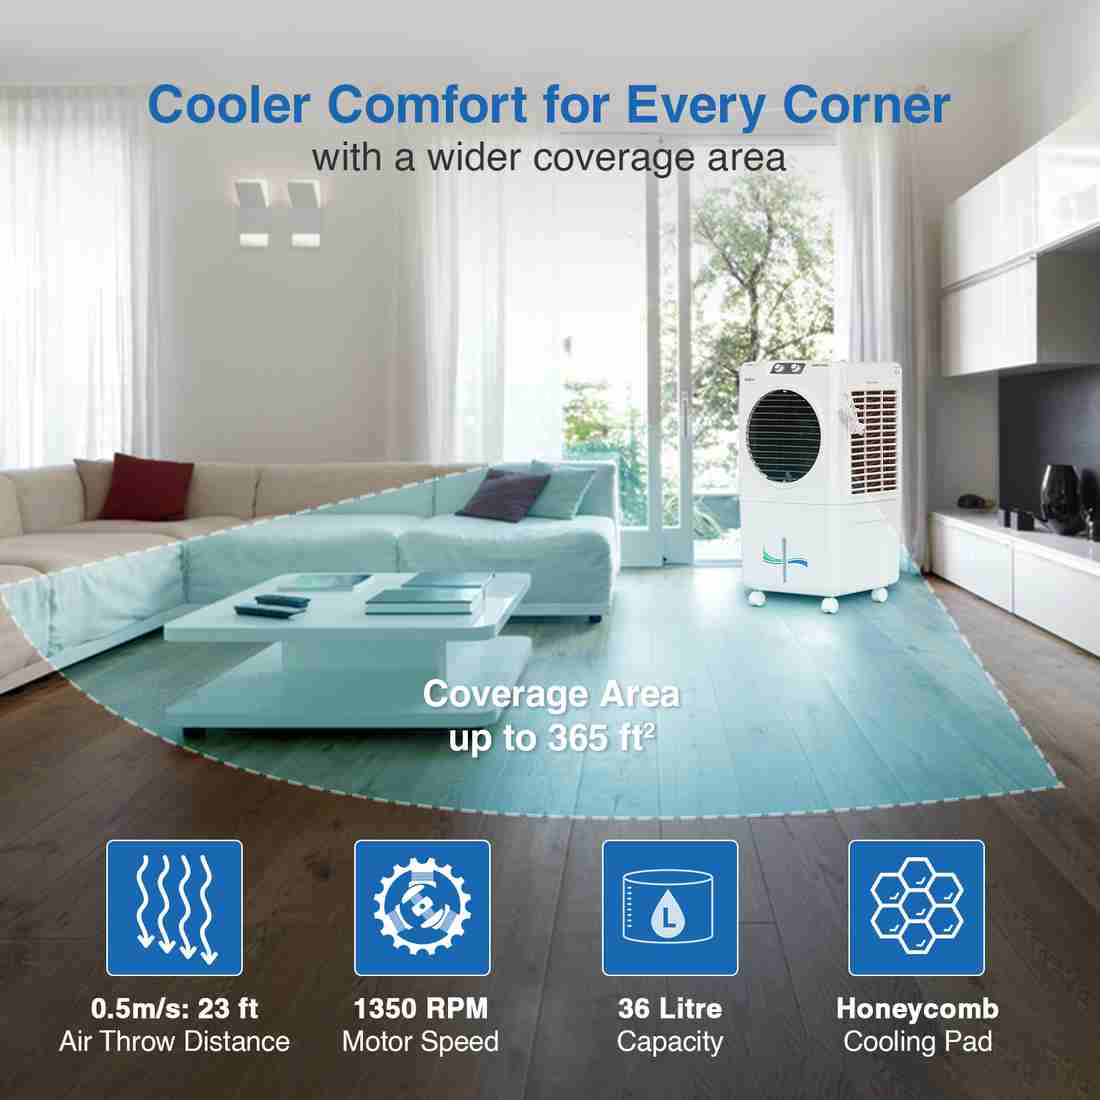 Cooler Comfort for Every Corner
with a wider coverage area
Coverage Area
up to 365 ft²
L
0.5m/s: 23 ft
Air Throw Distance
1350 RPM
Motor Speed
36 Litre
Capacity
Honeycomb
Cooling Pad